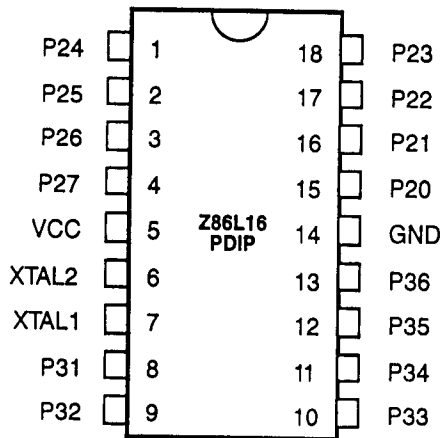 P24 1 18 P23
P25 2 17 P22
P26 3 16 P21
P27 4 15 P20
VCC 5 Z86L16 PDIP 14 GND
XTAL2 6 13 P36
XTAL1 7 12 P35
P31 8 11 P34
P32 9 10 P33